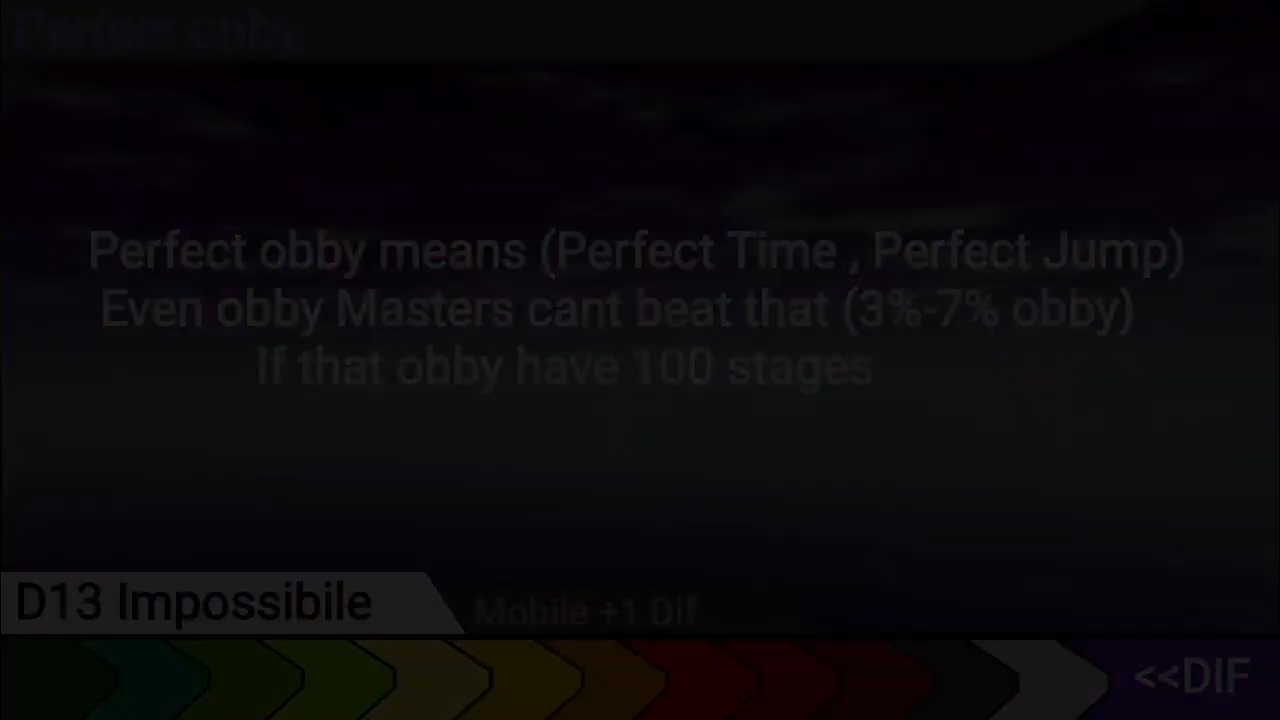 Perfect obby
Perfect obby means (Perfect Time , Perfect Jump)
Even obby Masters cant beat that (3%-7% obby)
If that obby have 100 stages
D13 Impossibile
Mobile +1 Dif
<<DIF